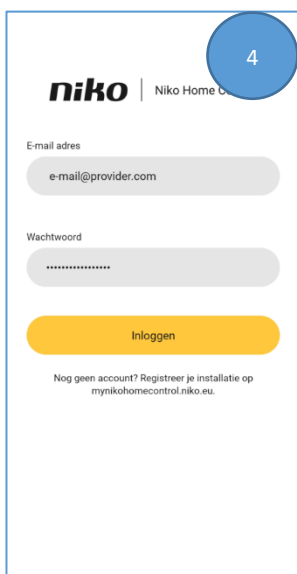 4
niko | Niko Home C
E-mail adres
e-mail@provider.com
Wachtwoord
•••••••••••••••••
Inloggen
Nog geen account? Registreer je installatie op
mynikohomecontrol.niko.eu.